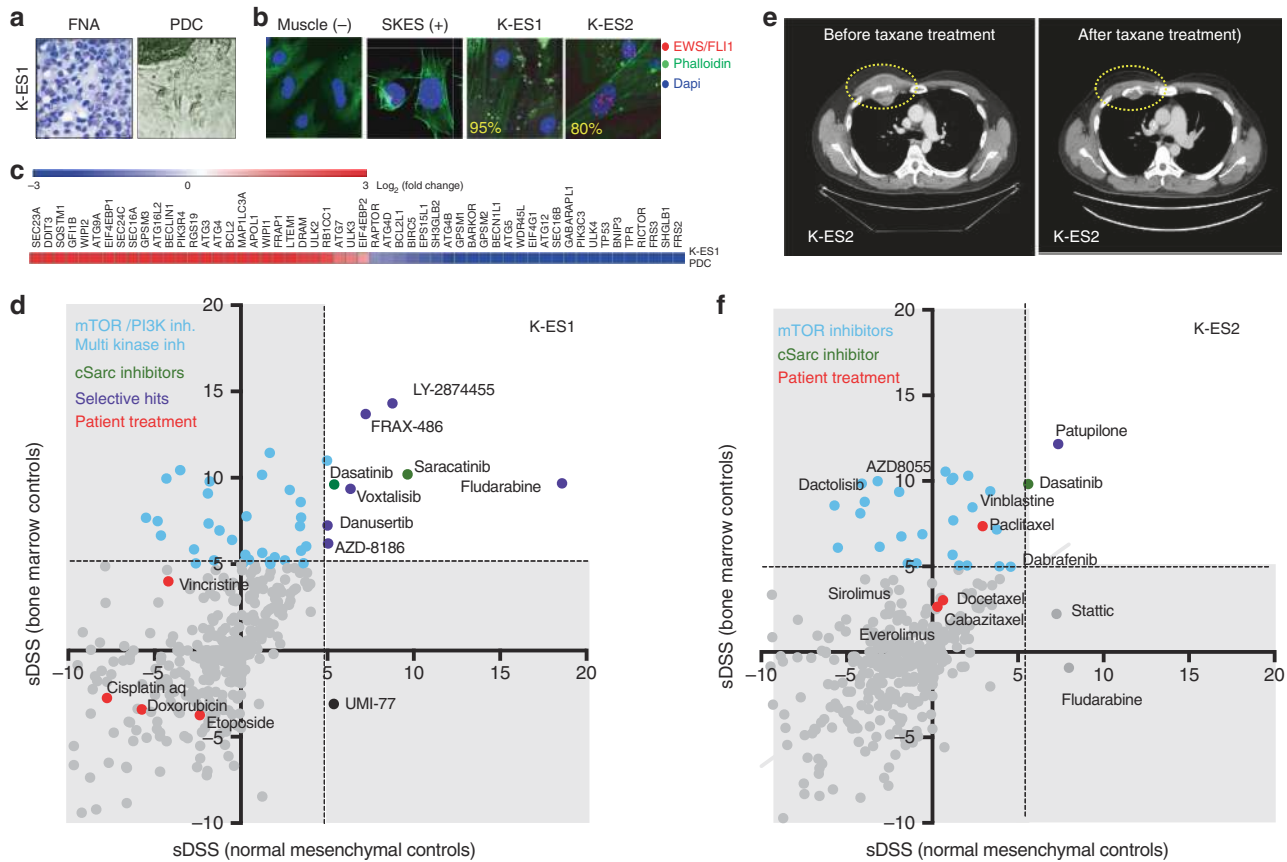 a
FNA
PDC
K-ES1
b
Muscle (–)
SKES (+)
K-ES1
K-ES2
95%
80%
EWS/FLI1
Phalloidin
Dapi
c
–3
0
3
Log2 (fold change)
SEC23A
DDIT3
SQSTM1
GFI1B
WIPI2
ATG9A
EIF4EBP1
SEC24C
SEC16A
GPSM3
ATG16L2
BECLIN1
PIK3R4
RGS19
ATG3
ATG4
BCL2
MAP1LC3A
APOL1
WIPI1
FRAP1
LTEM1
DRAM
ULK2
RB1CC1
ATG7
ULK3
EIF4EBP2
RAPTOR
ATG4D
BCL2L1
BIRC5
EPS15L1
SH3GLB2
ATG4B
GPSM1
BARKOR
GPSM2
BECN1L1
ATG5
WDR45L
EIF4G1
ATG12
SEC16B
GABARAPL1
PIK3C3
ULK4
TP53
BNIP3
TPR
RICTOR
FRS3
SHGLB1
FRS2
K-ES1
PDC
d
mTOR /PI3K inh.
Multi kinase inh
cSarc inhibitors
Selective hits
Patient treatment
K-ES1
20
15
10
5
–5
–10
–10
–5
5
10
15
20
LY-2874455
FRAX-486
Dasatinib
Saracatinib
Voxtalisib
Fludarabine
Danusertib
AZD-8186
Vincristine
Cisplatin aq
Doxorubicin
Etoposide
UMI-77
sDSS (bone marrow controls)
sDSS (normal mesenchymal controls)
e
Before taxane treatment
After taxane treatment)
K-ES2
K-ES2
f
mTOR inhibitors
cSarc inhibitor
Patient treatment
K-ES2
20
15
10
5
–5
–10
–10
–5
5
10
15
20
Patupilone
AZD8055
Dactolisib
Dasatinib
Vinblastine
Paclitaxel
Dabrafenib
Sirolimus
Docetaxel
Stattic
Cabazitaxel
Everolimus
Fludarabine
sDSS (bone marrow controls)
sDSS (normal mesenchymal controls)